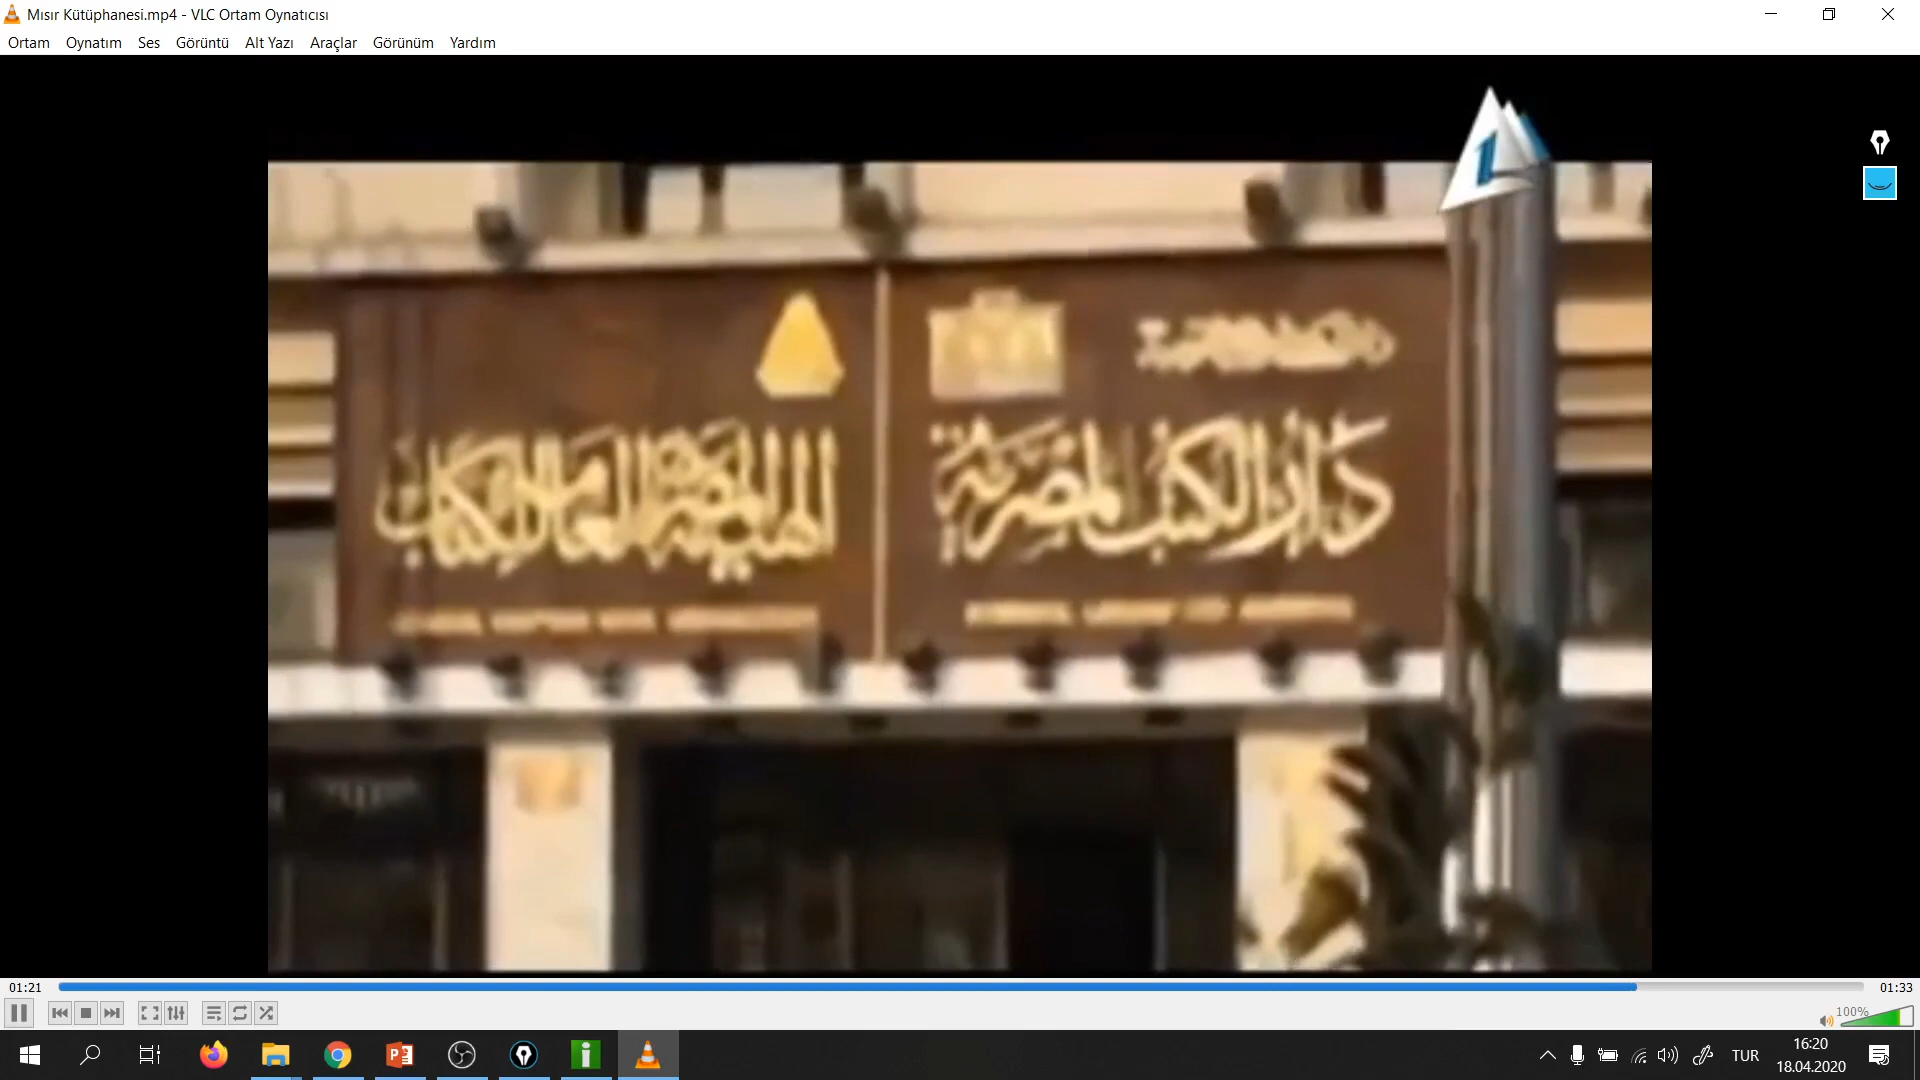 Mısır Kütüphanesi.mp4 - VLC Ortam Oynatıcısı
Ortam Oynatım Ses Görüntü Alt Yazı Araçlar Görünüm Yardım
1
دار الكتب المصرية
الهيئة المصرية العامة للكتاب
01:21
01:33
100%
TUR
16:20
18.04.2020